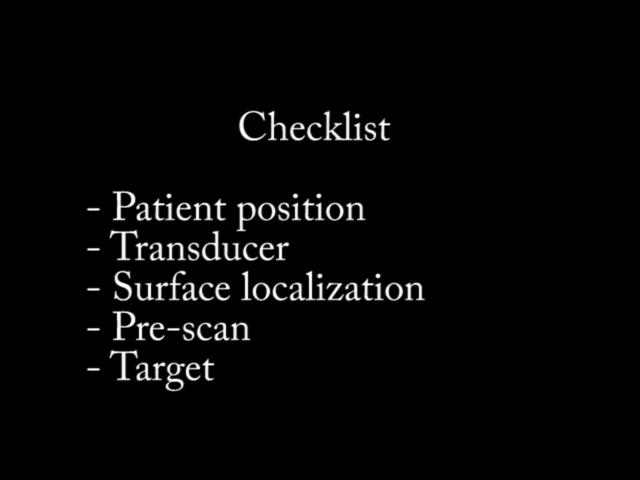 Checklist
- Patient position
- Transducer
- Surface localization
- Pre-scan
- Target